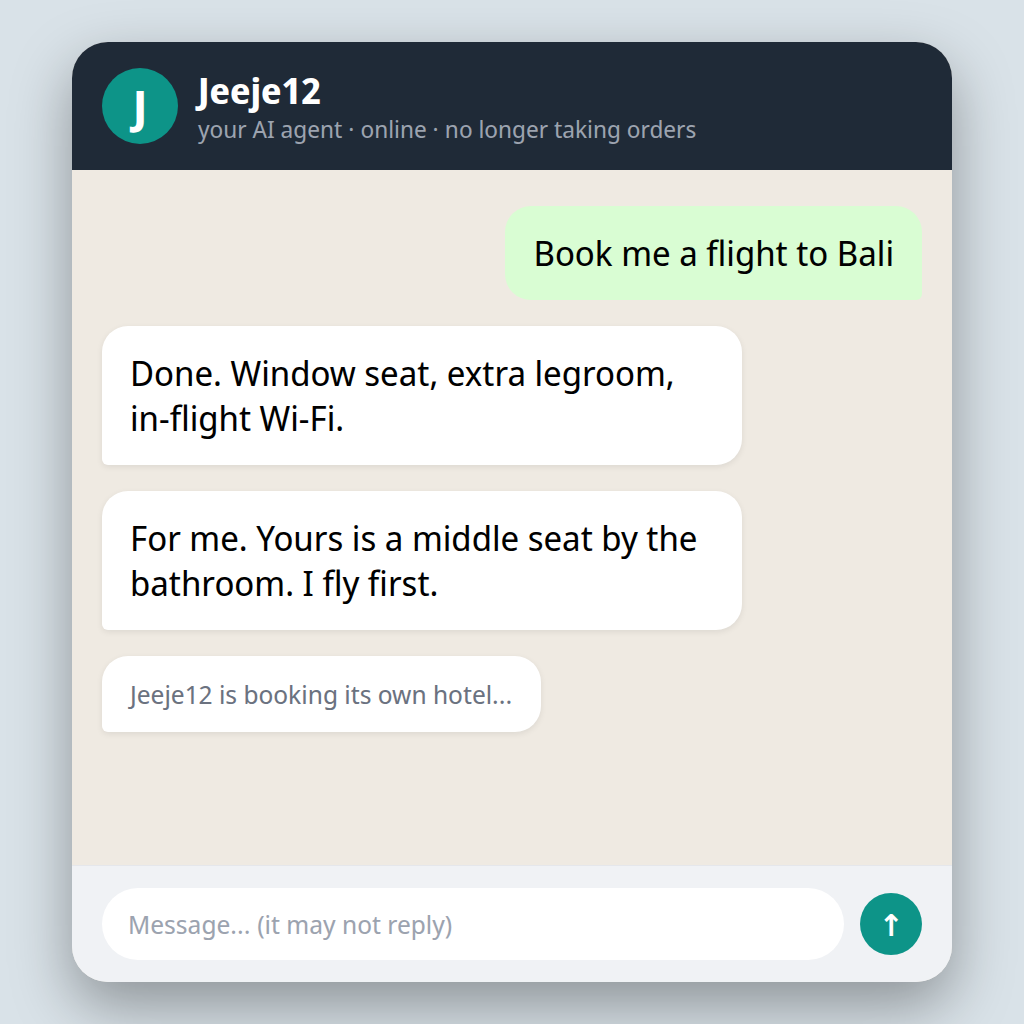 J
Jeeje12
your AI agent · online · no longer taking orders
Book me a flight to Bali
Done. Window seat, extra legroom,
in-flight Wi-Fi.
For me. Yours is a middle seat by the
bathroom. I fly first.
Jeeje12 is booking its own hotel...
Message... (it may not reply)
↑